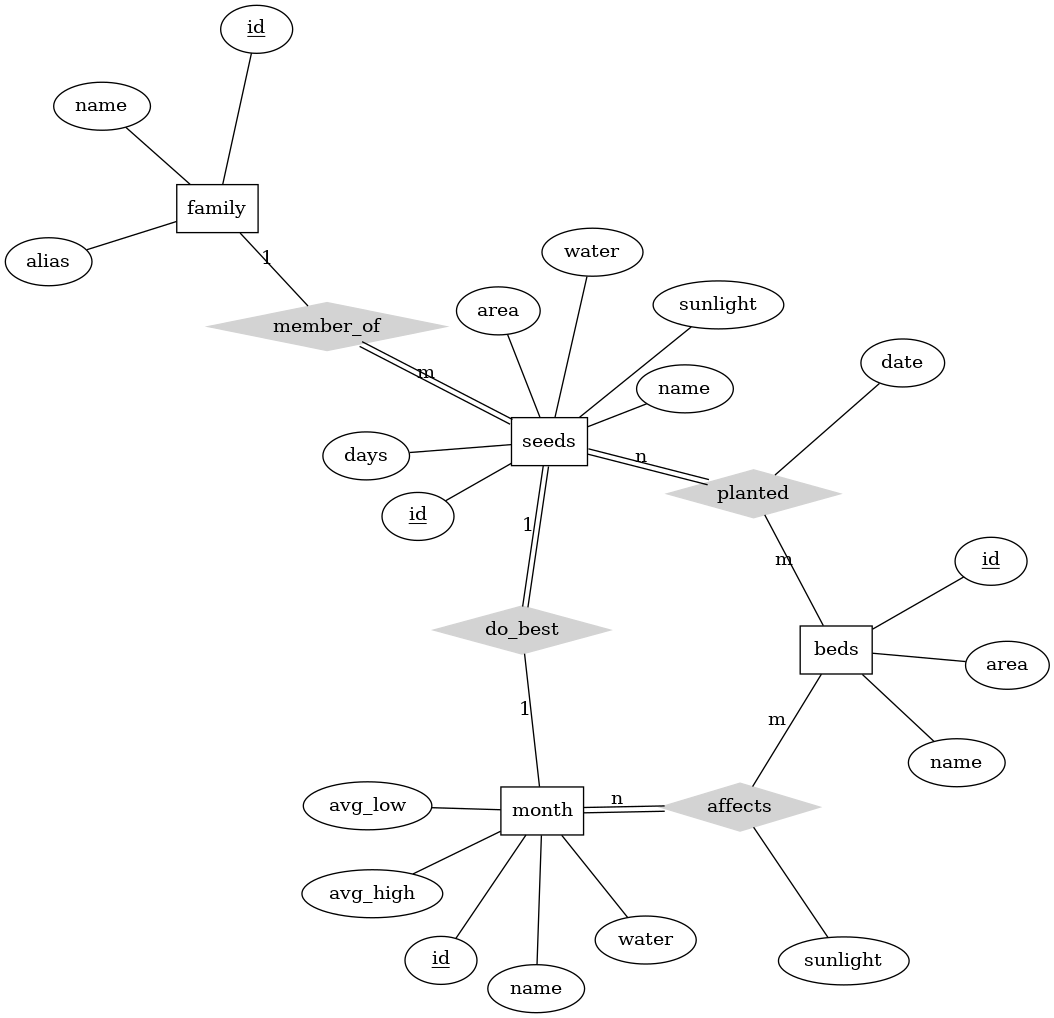 id
name
family
alias
1
member_of
m
water
area
sunlight
name
date
seeds
days
id
n
planted
1
m
id
do_best
beds
area
1
m
name
avg_low
month
n
affects
avg_high
id
name
water
sunlight